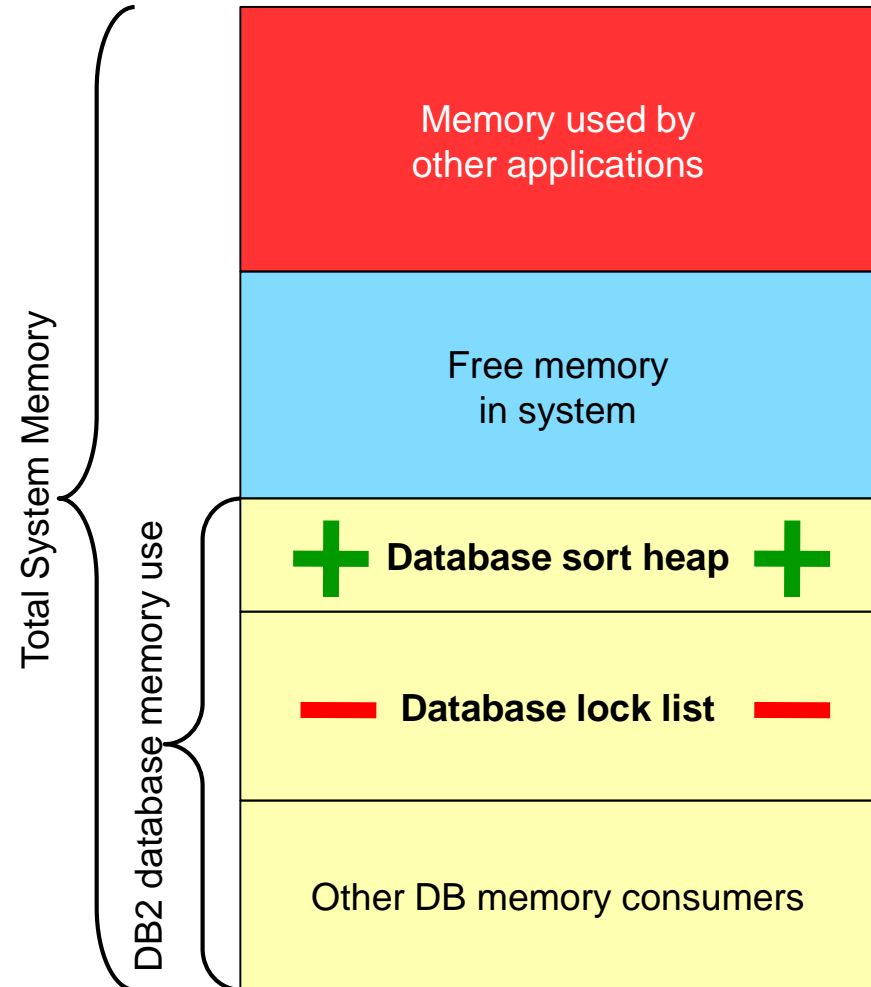 Memory used by
other applications
Free memory
in system
Database sort heap
Database lock list
Other DB memory consumers
Total System Memory
DB2 database memory use